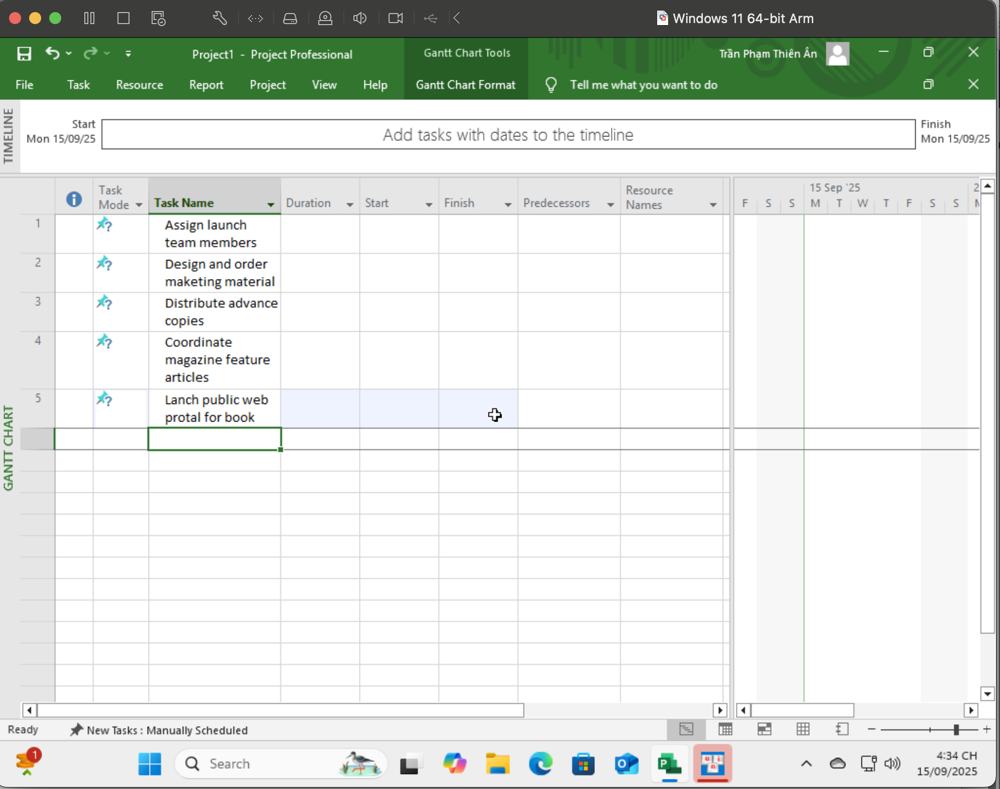 Windows 11 64-bit Arm
Project1 - Project Professional
Gantt Chart Tools
Trần Phạm Thiên Ân
File Task Resource Report Project View Help Gantt Chart Format Tell me what you want to do
TIMELINE
Start
Mon 15/09/25
Add tasks with dates to the timeline
Finish
Mon 15/09/25
GANTT CHART
Task Mode
Task Name
Duration
Start
Finish
Predecessors
Resource Names
15 Sep '25
2
F S S M T W T F S S M
1
Assign launch
team members
2
Design and order
maketing material
3
Distribute advance
copies
4
Coordinate
magazine feature
articles
5
Lanch public web
protal for book
Ready
New Tasks : Manually Scheduled
1
Search
4:34 CH
15/09/2025